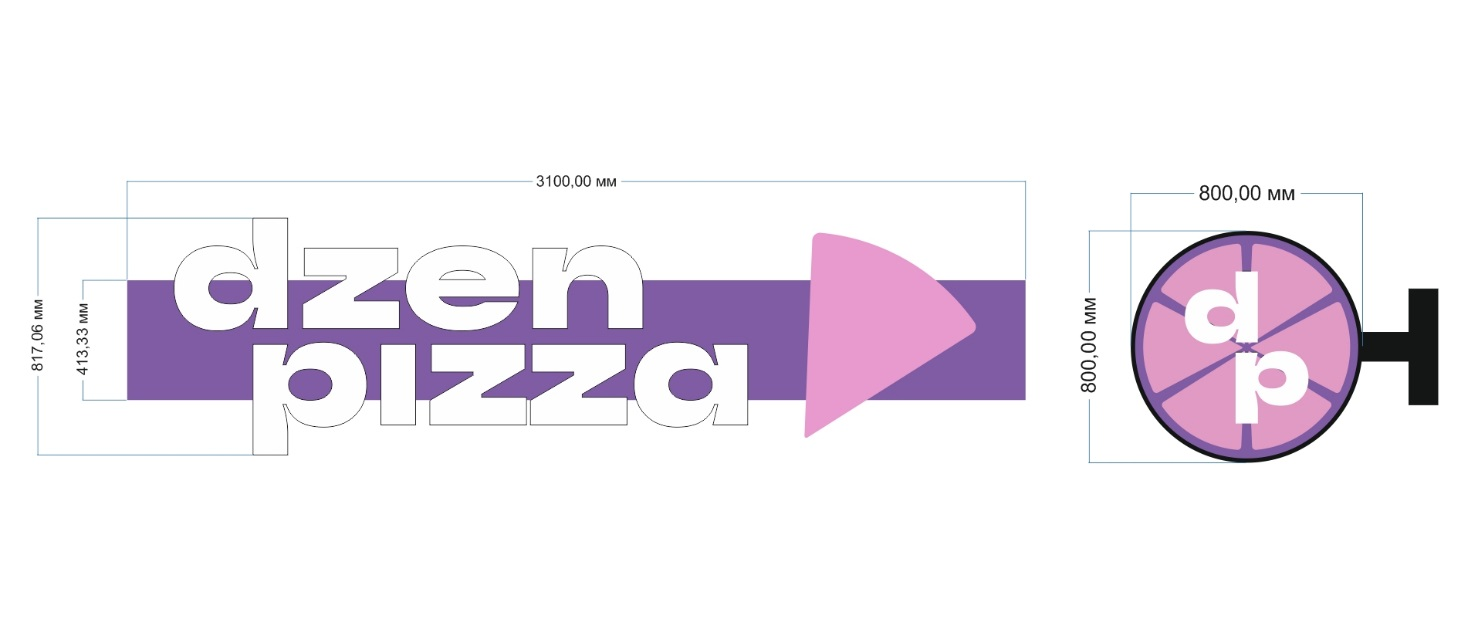 3100,00 мм
817,06 мм
413,33 мм
dzen
pizza
800,00 мм
800,00 мм
d
p